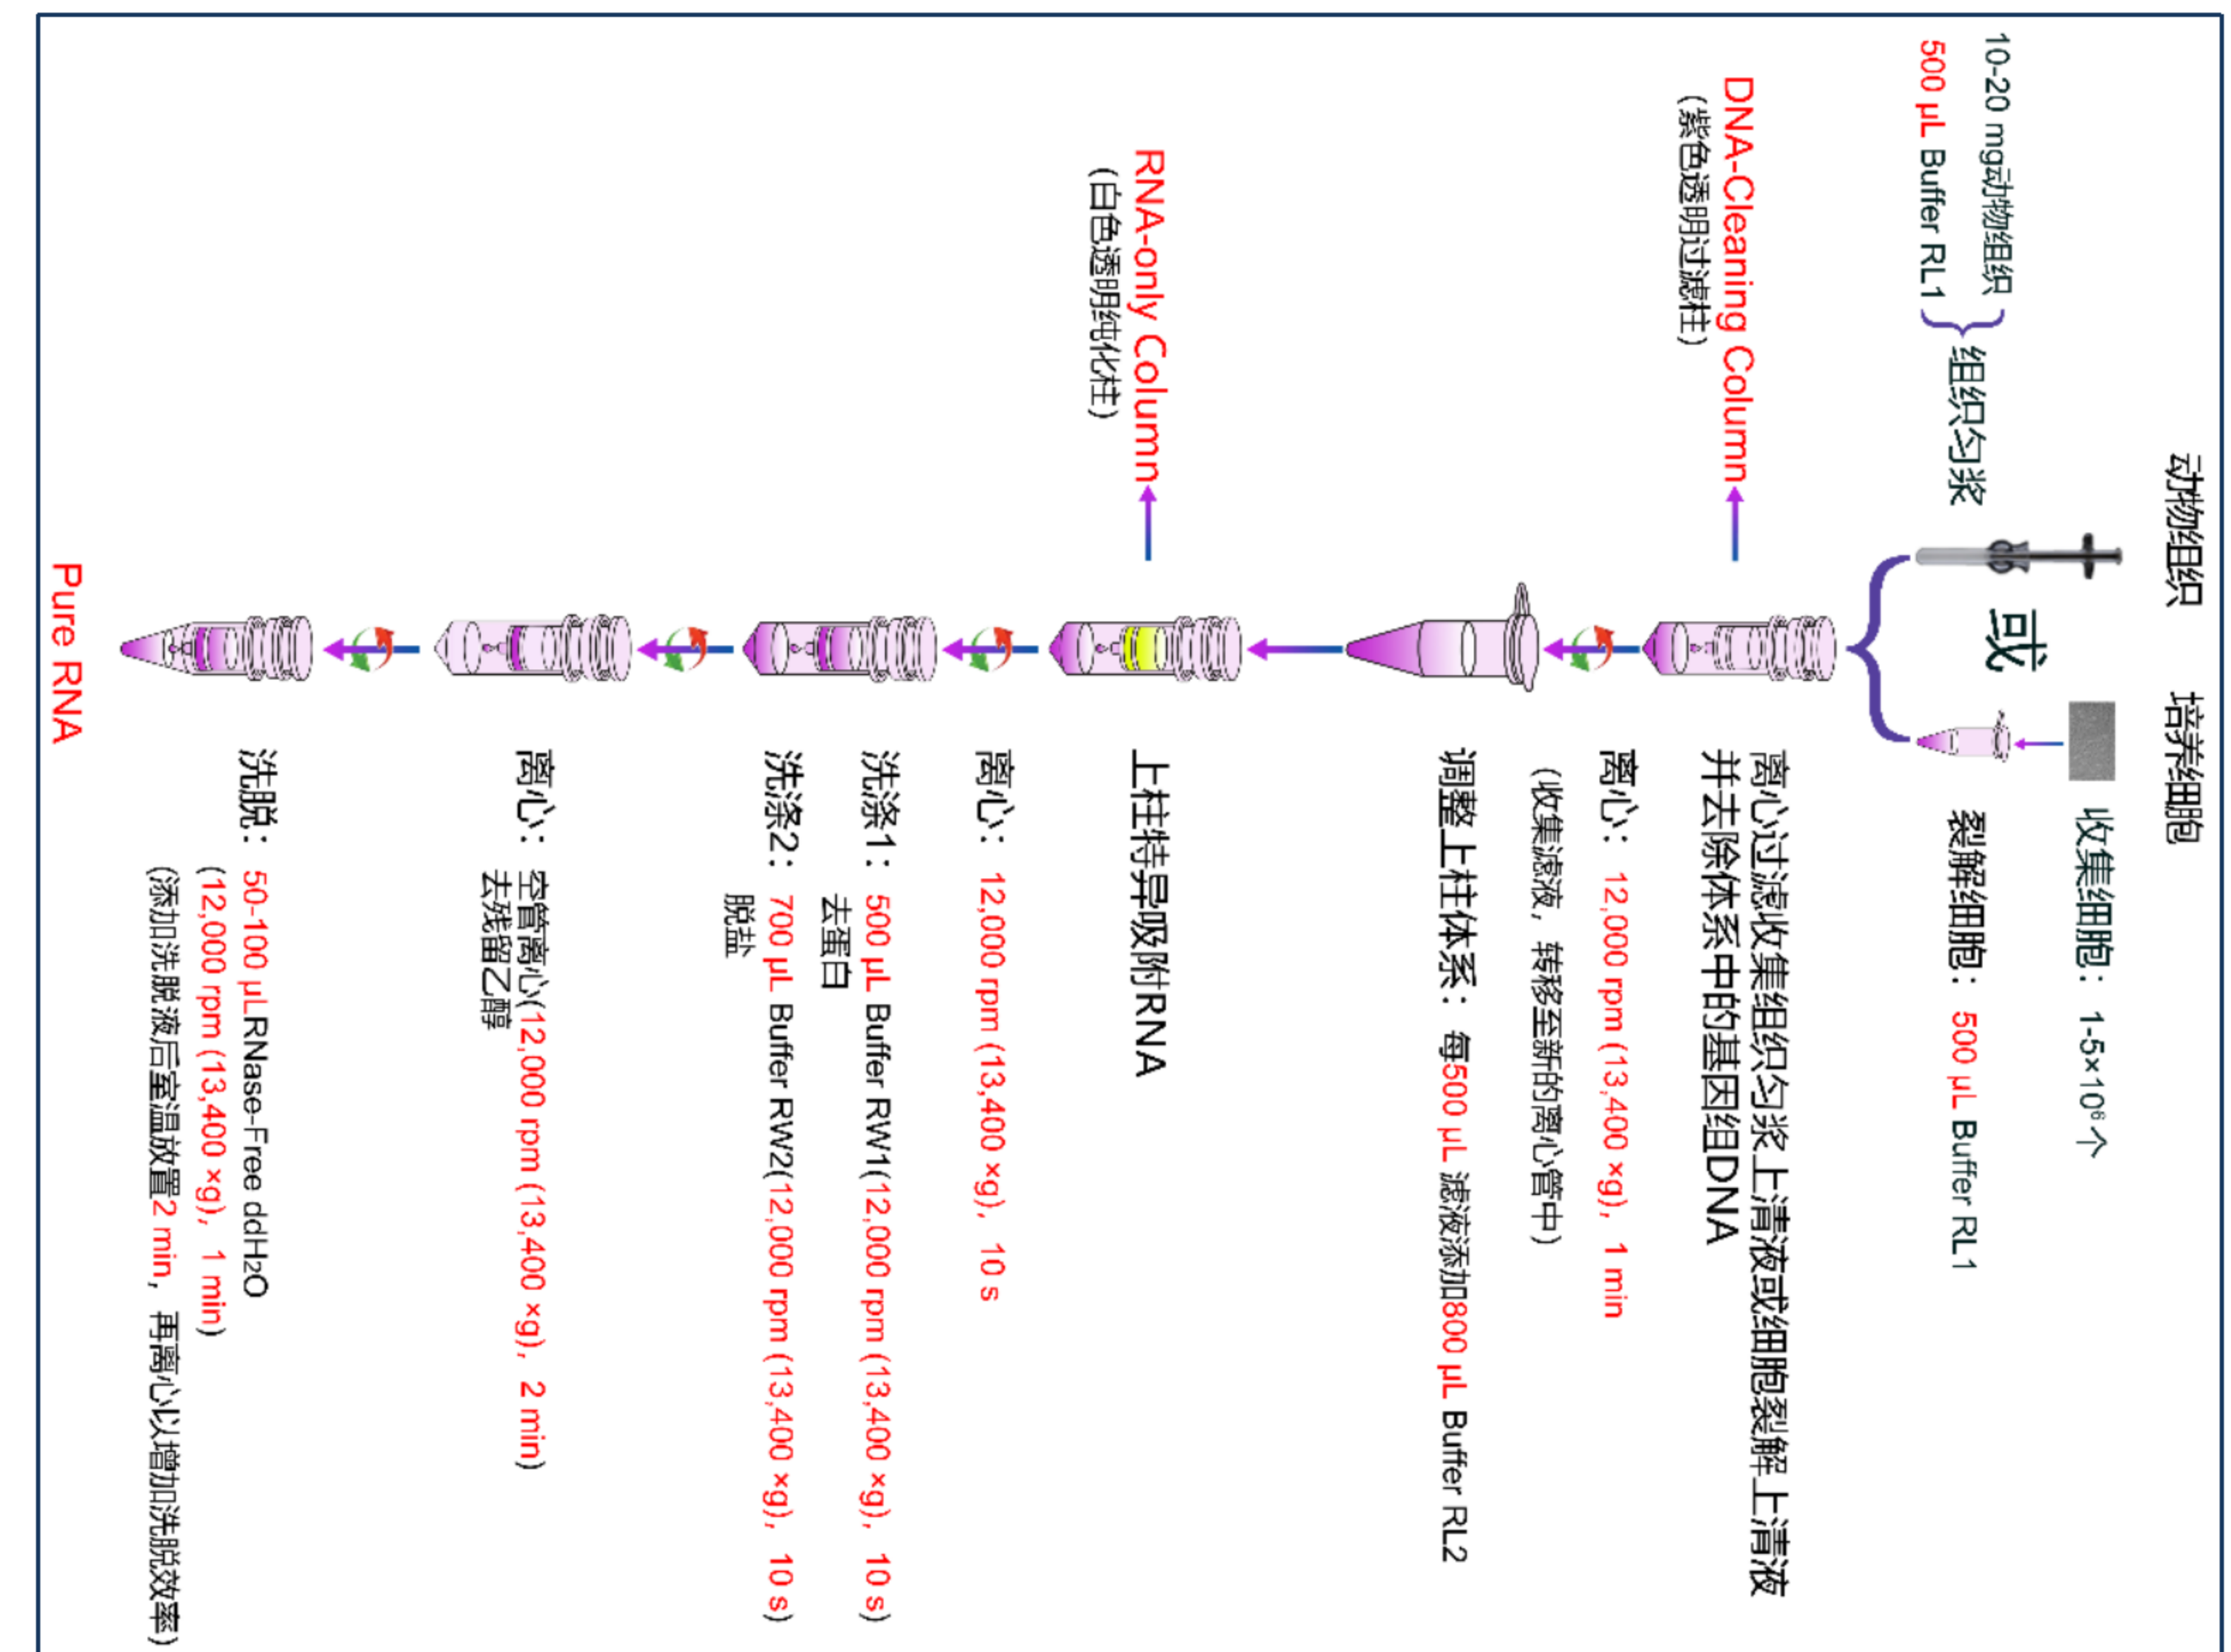 动物组织
培养细胞
10-20 mg动物组织
500 μL Buffer RL1
组织匀浆
或
收集细胞：1-5×10⁶个
裂解细胞：500 μL Buffer RL1
DNA-Cleaning Column
(紫色透明过滤柱)
离心过滤收集组织匀浆上清液或细胞裂解上清液
并去除体系中的基因组DNA
离心：12,000 rpm (13,400 ×g)，1 min
(收集滤液，转移至新的离心管中)
调整上柱体系：每500 μL 滤液添加800 μL Buffer RL2
RNA-only Column
(白色透明纯化柱)
上柱特异吸附RNA
离心：12,000 rpm (13,400 ×g)，10 s
洗涤1：500 μL Buffer RW1(12,000 rpm (13,400 ×g)，10 s)
去蛋白
洗涤2：700 μL Buffer RW2(12,000 rpm (13,400 ×g)，10 s)
脱盐
离心：空管离心(12,000 rpm (13,400 ×g)，2 min)
去残留乙醇
洗脱：50-100 μLRNase-Free ddH₂O
(12,000 rpm (13,400 ×g)，1 min)
(添加洗脱液后室温放置2 min，再离心以增加洗脱效率)
Pure RNA